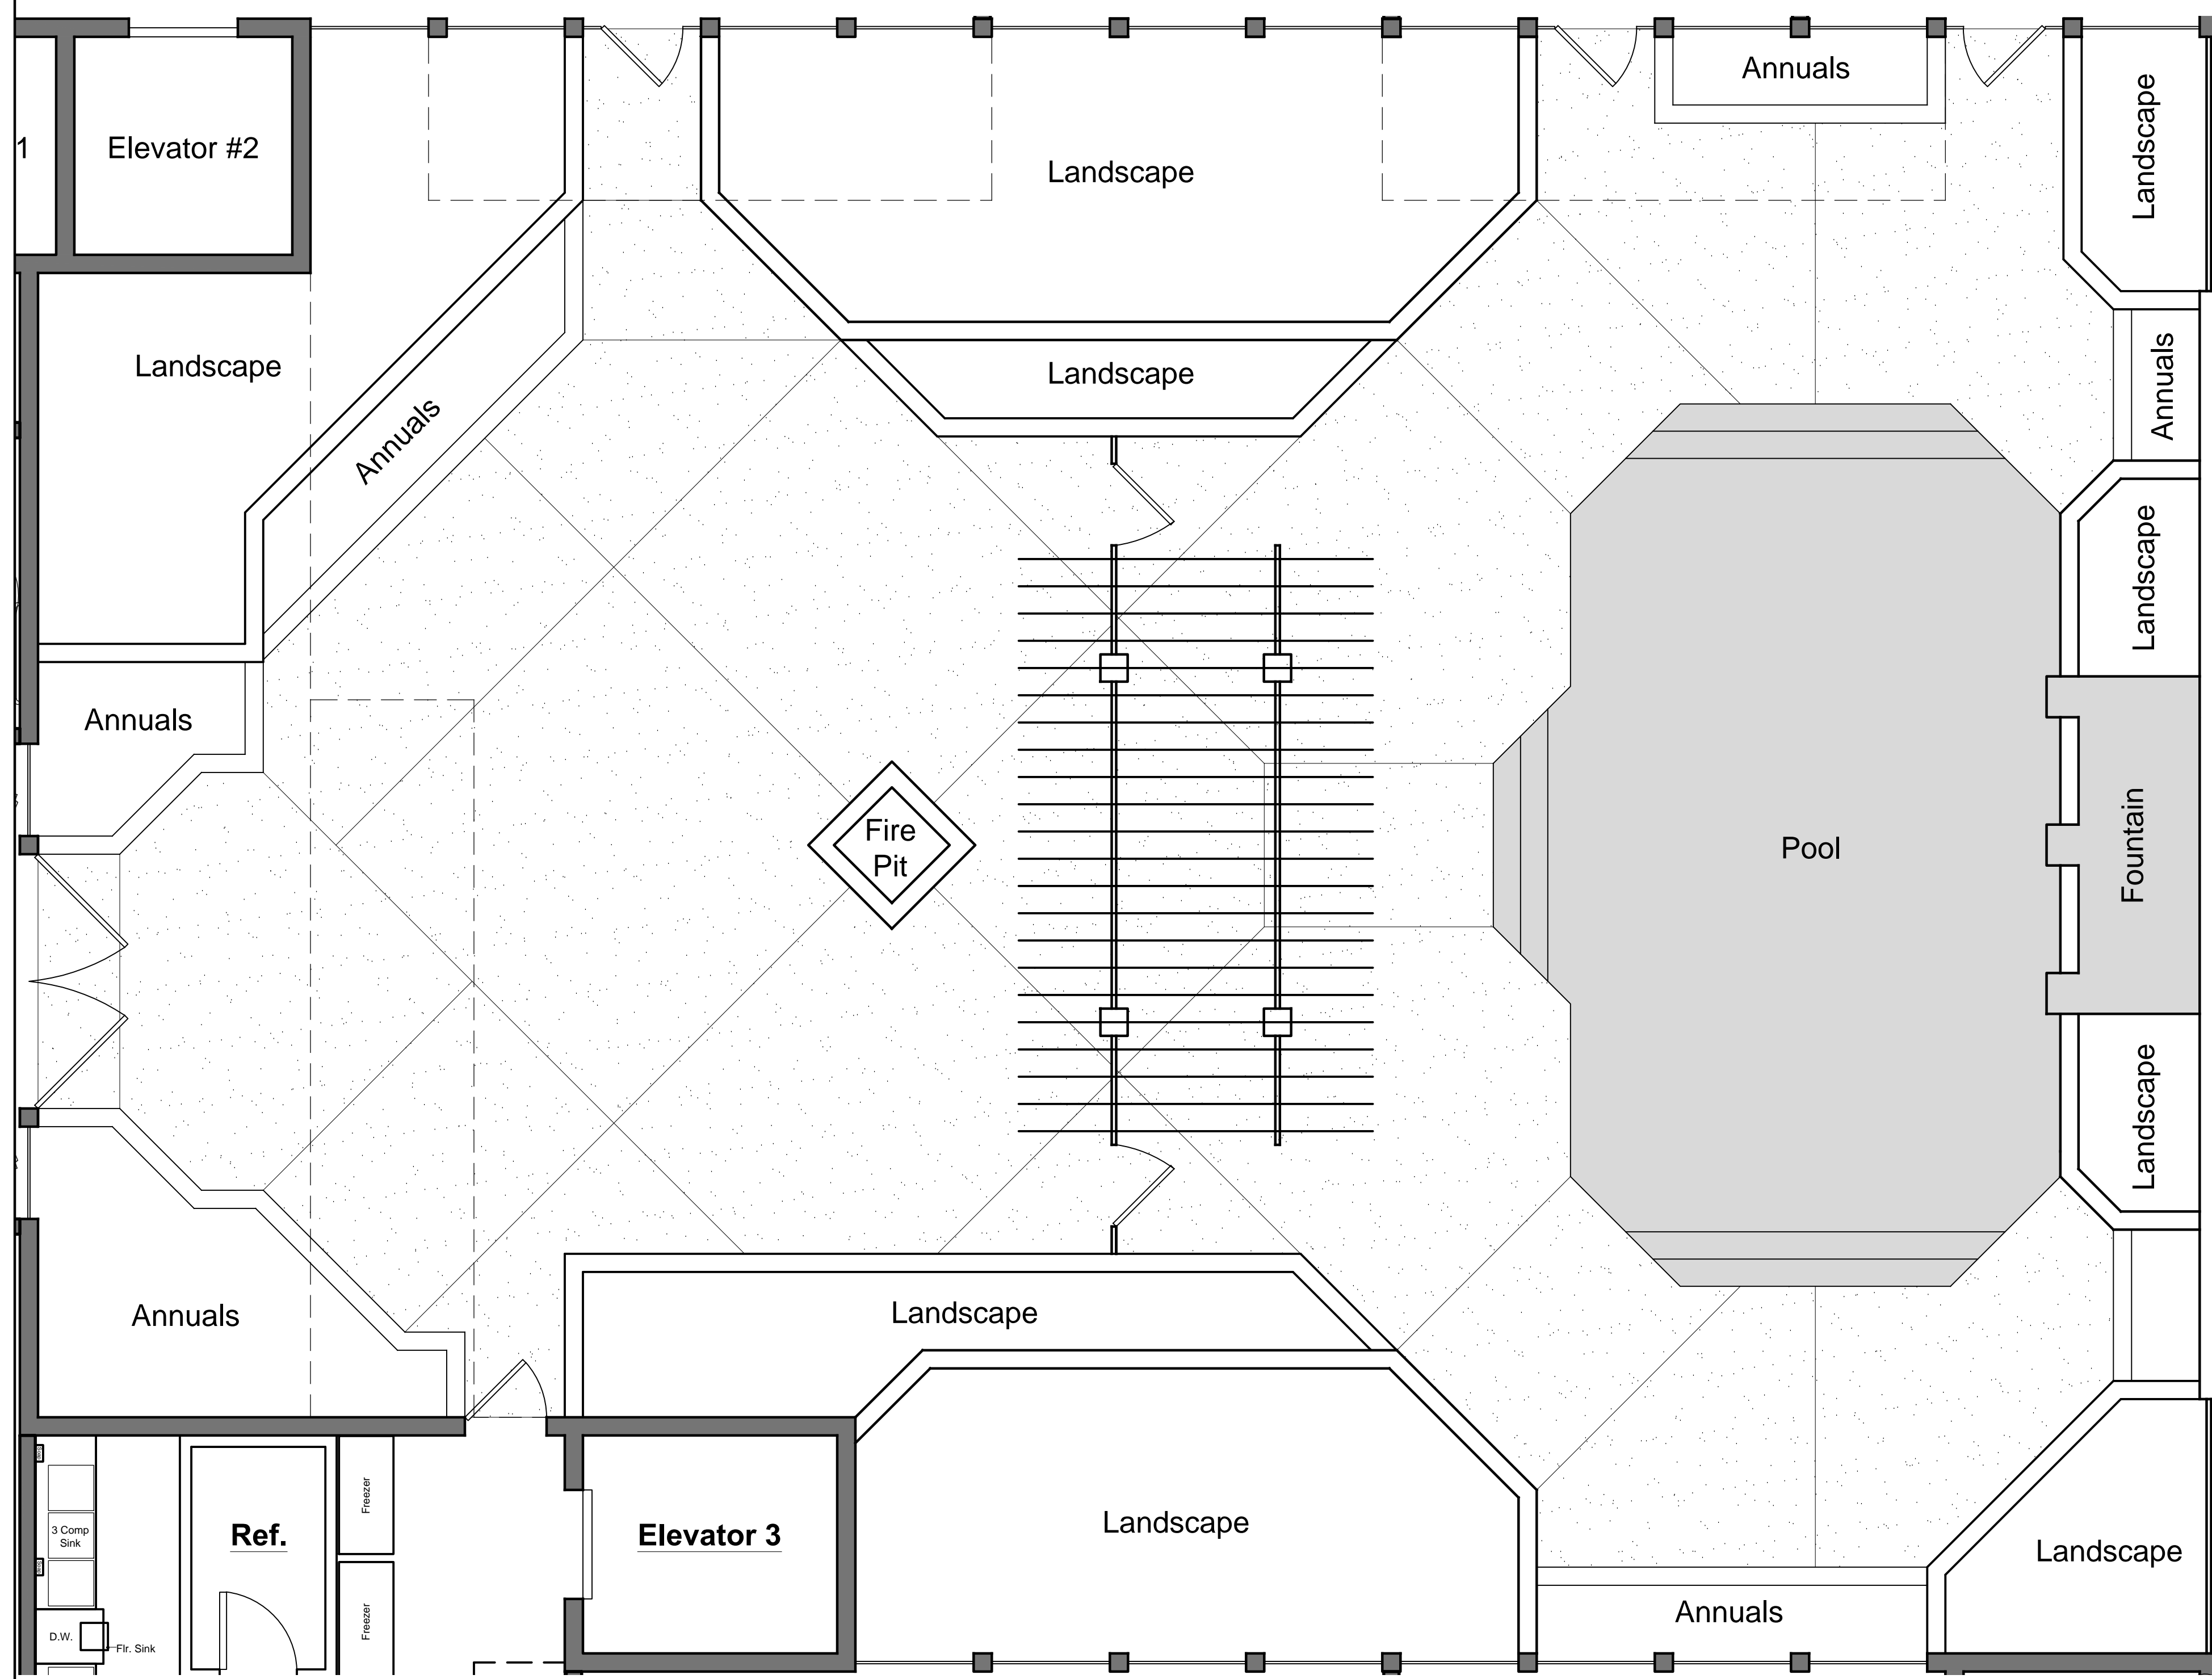 1
Elevator #2
Annuals
Landscape
Landscape
Landscape
Landscape
Annuals
Annuals
Landscape
Annuals
Fire
Pit
Pool
Fountain
Landscape
Annuals
Landscape
Landscape
Landscape
Annuals
3 Comp
Sink
Ref.
Freezer
Freezer
Elevator 3
D.W.
Flr. Sink